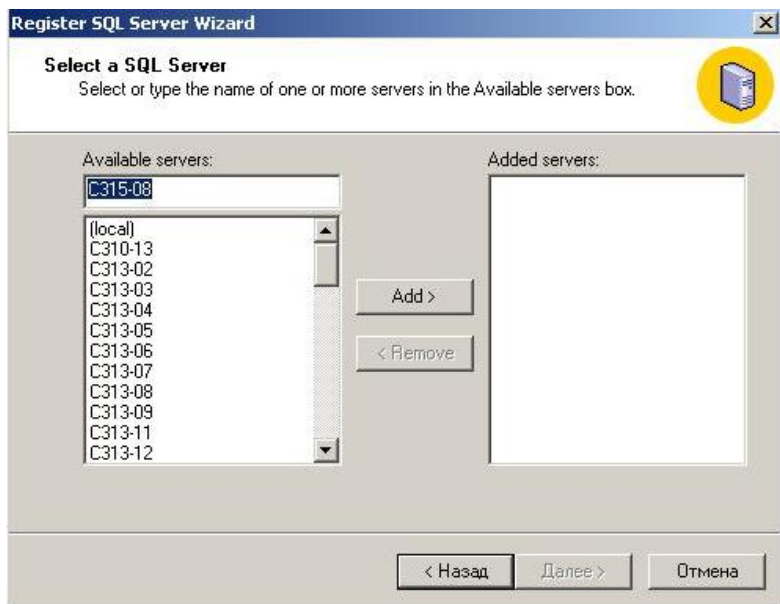 Register SQL Server Wizard
Select a SQL Server
Select or type the name of one or more servers in the Available servers box.
Available servers:
C315-08
(local)
C310-13
C313-02
C313-03
C313-04
C313-05
C313-06
C313-07
C313-08
C313-09
C313-11
C313-12
Add >
< Remove
Added servers:
< Назад
Далее >
Отмена